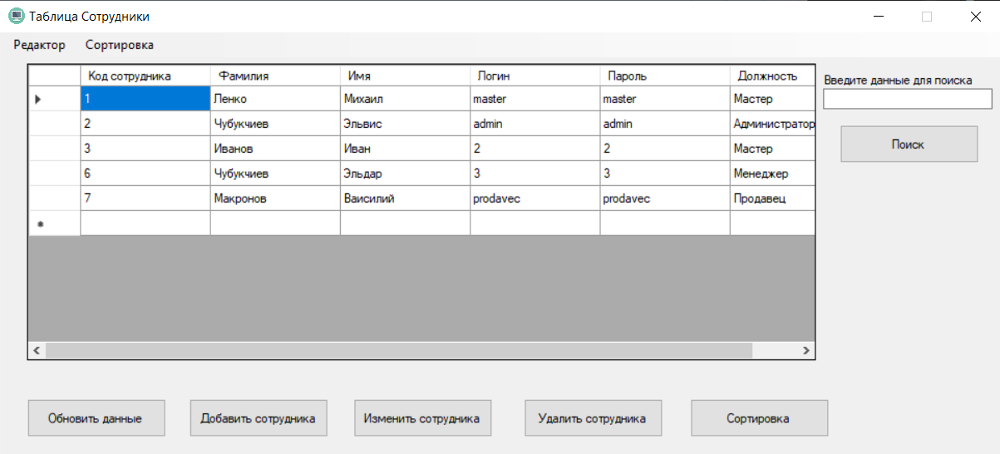 Таблица Сотрудники
Редактор Сортировка
Код сотрудника Фамилия Имя Логин Пароль Должность
Введите данные для поиска
1 Ленко Михаил master master Мастер
2 Чубукчиев Эльвис admin admin Администратор
Поиск
3 Иванов Иван 2 2 Мастер
6 Чубукчиев Эльдар 3 3 Менеджер
7 Макронов Ваисилий prodavec prodavec Продавец
Обновить данные Добавить сотрудника Изменить сотрудника Удалить сотрудника Сортировка